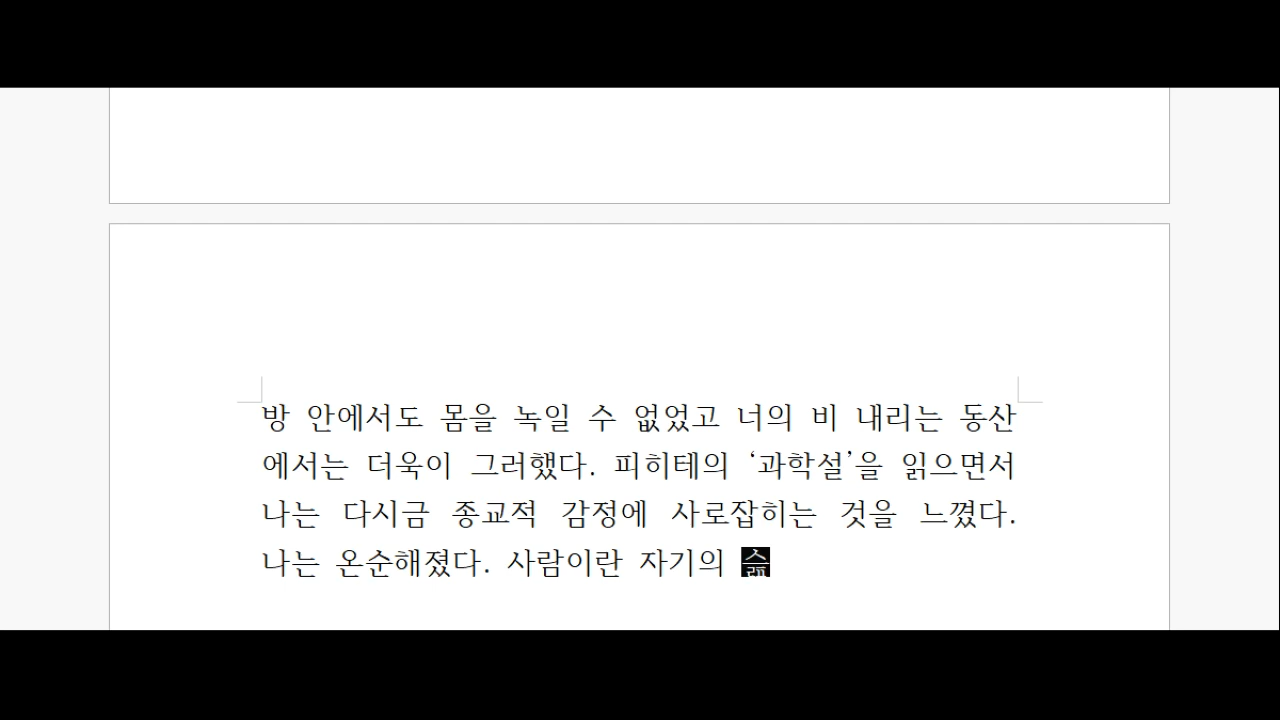 방 안에서도 몸을 녹일 수 없었고 너의 비 내리는 동산
에서는 더욱이 그러했다. 피히테의 ‘과학설’을 읽으면서
나는 다시금 종교적 감정에 사로잡히는 것을 느꼈다.
나는 온순해졌다. 사람이란 자기의 슲